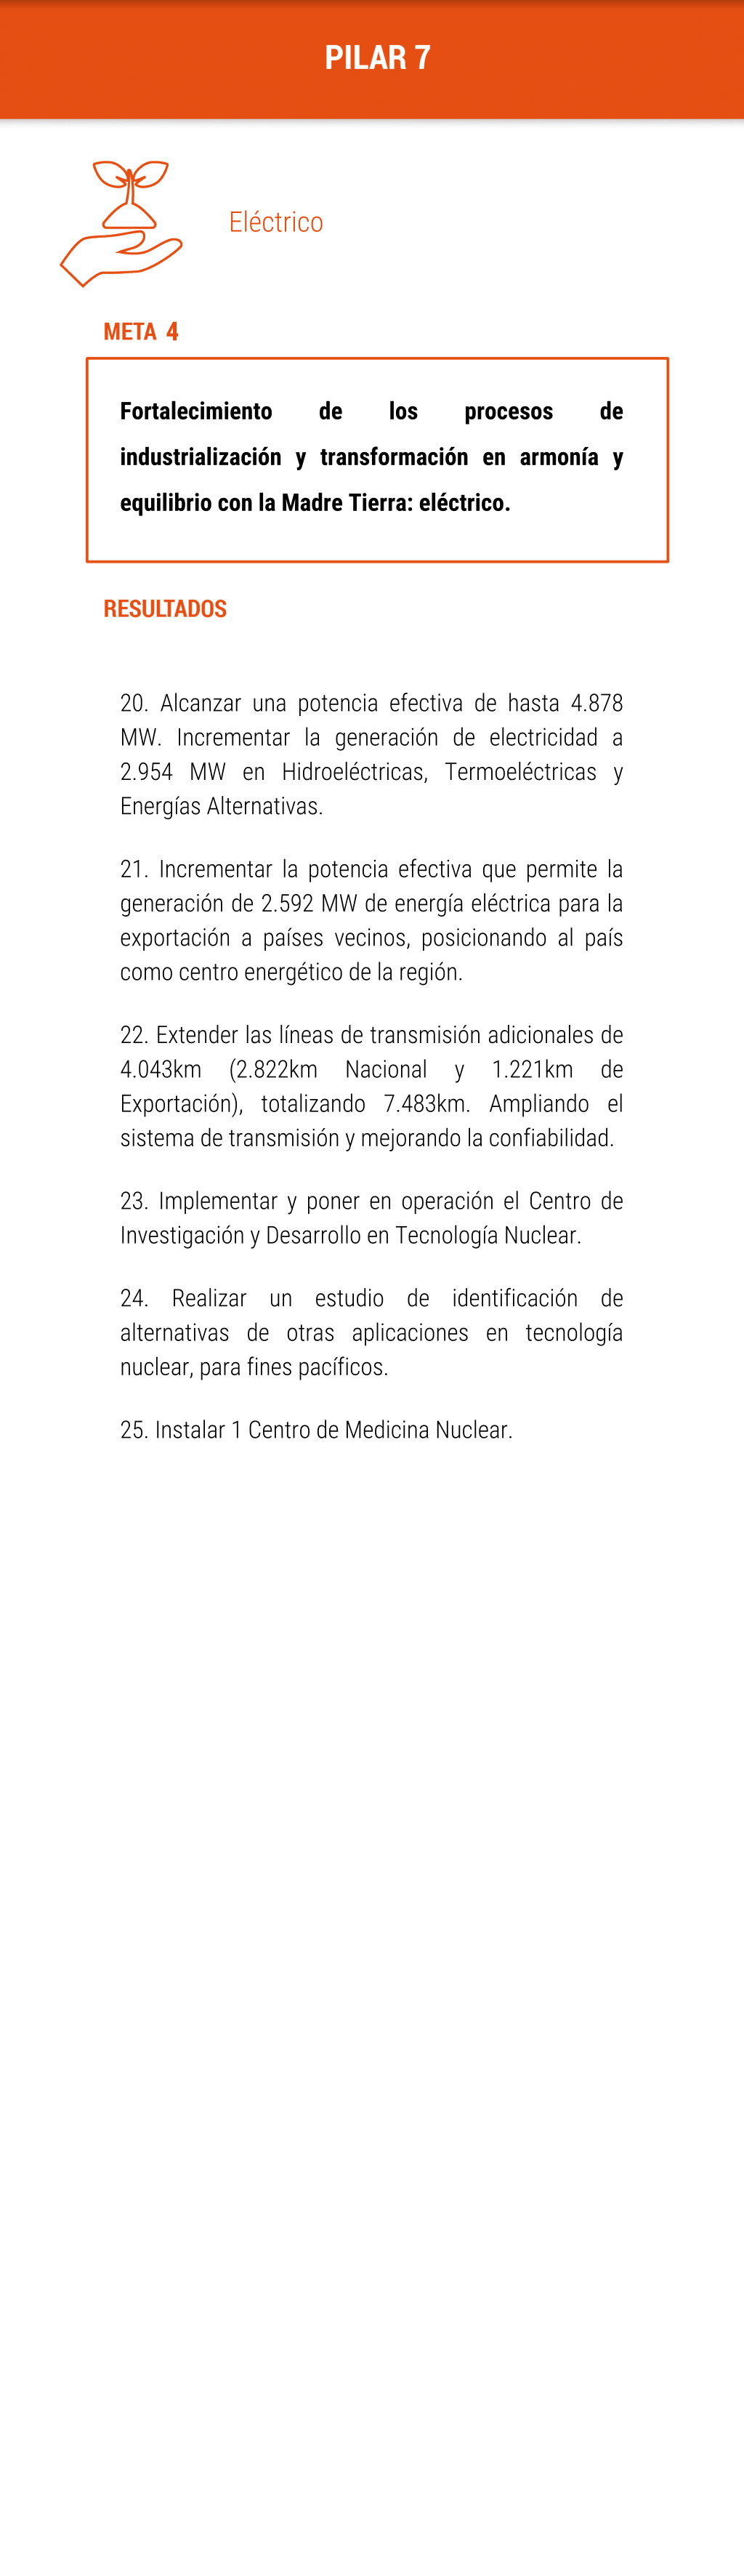 PILAR 7
Eléctrico
META 4
Fortalecimiento de los procesos de
industrialización y transformación en armonía y
equilibrio con la Madre Tierra: eléctrico.
RESULTADOS
20. Alcanzar una potencia efectiva de hasta 4.878
MW. Incrementar la generación de electricidad a
2.954 MW en Hidroeléctricas, Termoeléctricas y
Energías Alternativas.
21. Incrementar la potencia efectiva que permite la
generación de 2.592 MW de energía eléctrica para la
exportación a países vecinos, posicionando al país
como centro energético de la región.
22. Extender las líneas de transmisión adicionales de
4.043km (2.822km Nacional y 1.221km de
Exportación), totalizando 7.483km. Ampliando el
sistema de transmisión y mejorando la confiabilidad.
23. Implementar y poner en operación el Centro de
Investigación y Desarrollo en Tecnología Nuclear.
24. Realizar un estudio de identificación de
alternativas de otras aplicaciones en tecnología
nuclear, para fines pacíficos.
25. Instalar 1 Centro de Medicina Nuclear.